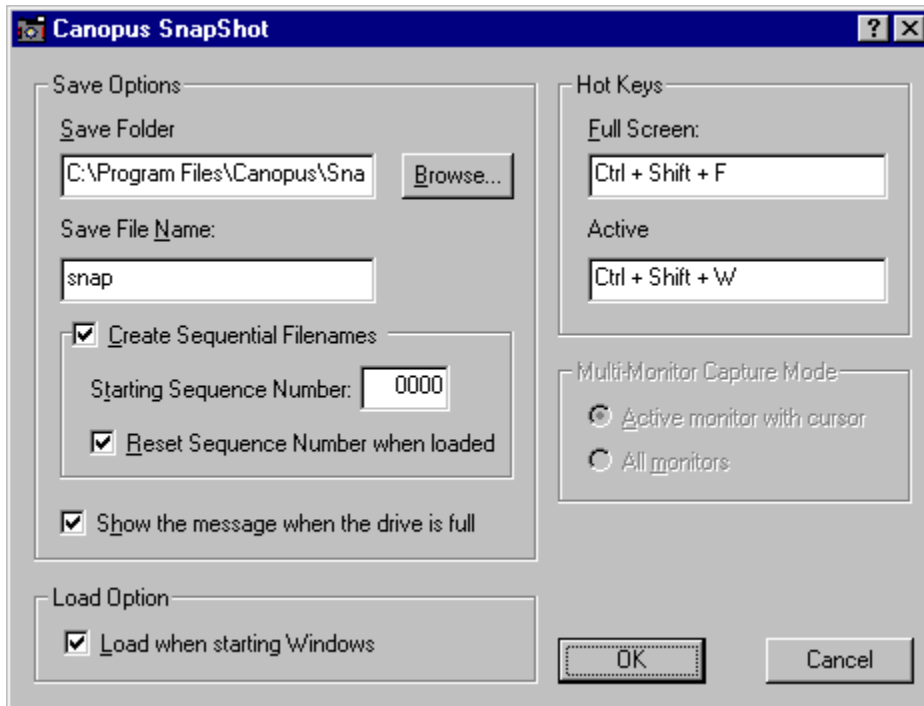 Canopus SnapShot
Save Options
Save Folder
C:\Program Files\Canopus\Sna
Browse...
Save File Name:
snap
Create Sequential Filenames
Starting Sequence Number:
0000
Reset Sequence Number when loaded
Show the message when the drive is full
Load Option
Load when starting Windows
Hot Keys
Full Screen:
Ctrl + Shift + F
Active
Ctrl + Shift + W
Multi-Monitor Capture Mode
Active monitor with cursor
All monitors
OK
Cancel